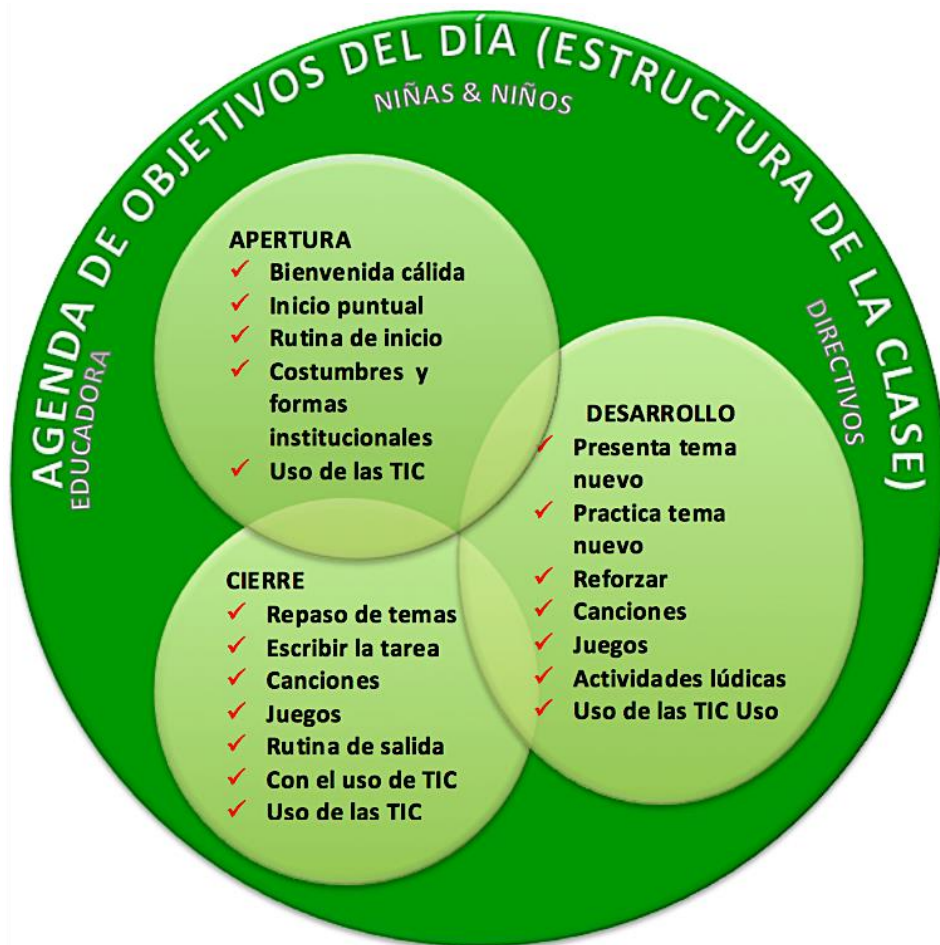 AGENDA DE OBJETIVOS DEL DÍA (ESTRUCTURA DE LA CLASE)
NIÑAS & NIÑOS
EDUCADORA
DIRECTIVOS
APERTURA
✓ Bienvenida cálida
✓ Inicio puntual
✓ Rutina de inicio
✓ Costumbres y
formas
institucionales
✓ Uso de las TIC
DESARROLLO
✓ Presenta tema
nuevo
✓ Practica tema
nuevo
✓ Reforzar
✓ Canciones
✓ Juegos
✓ Actividades lúdicas
✓ Uso de las TIC Uso
CIERRE
✓ Repaso de temas
✓ Escribir la tarea
✓ Canciones
✓ Juegos
✓ Rutina de salida
✓ Con el uso de TIC
✓ Uso de las TIC